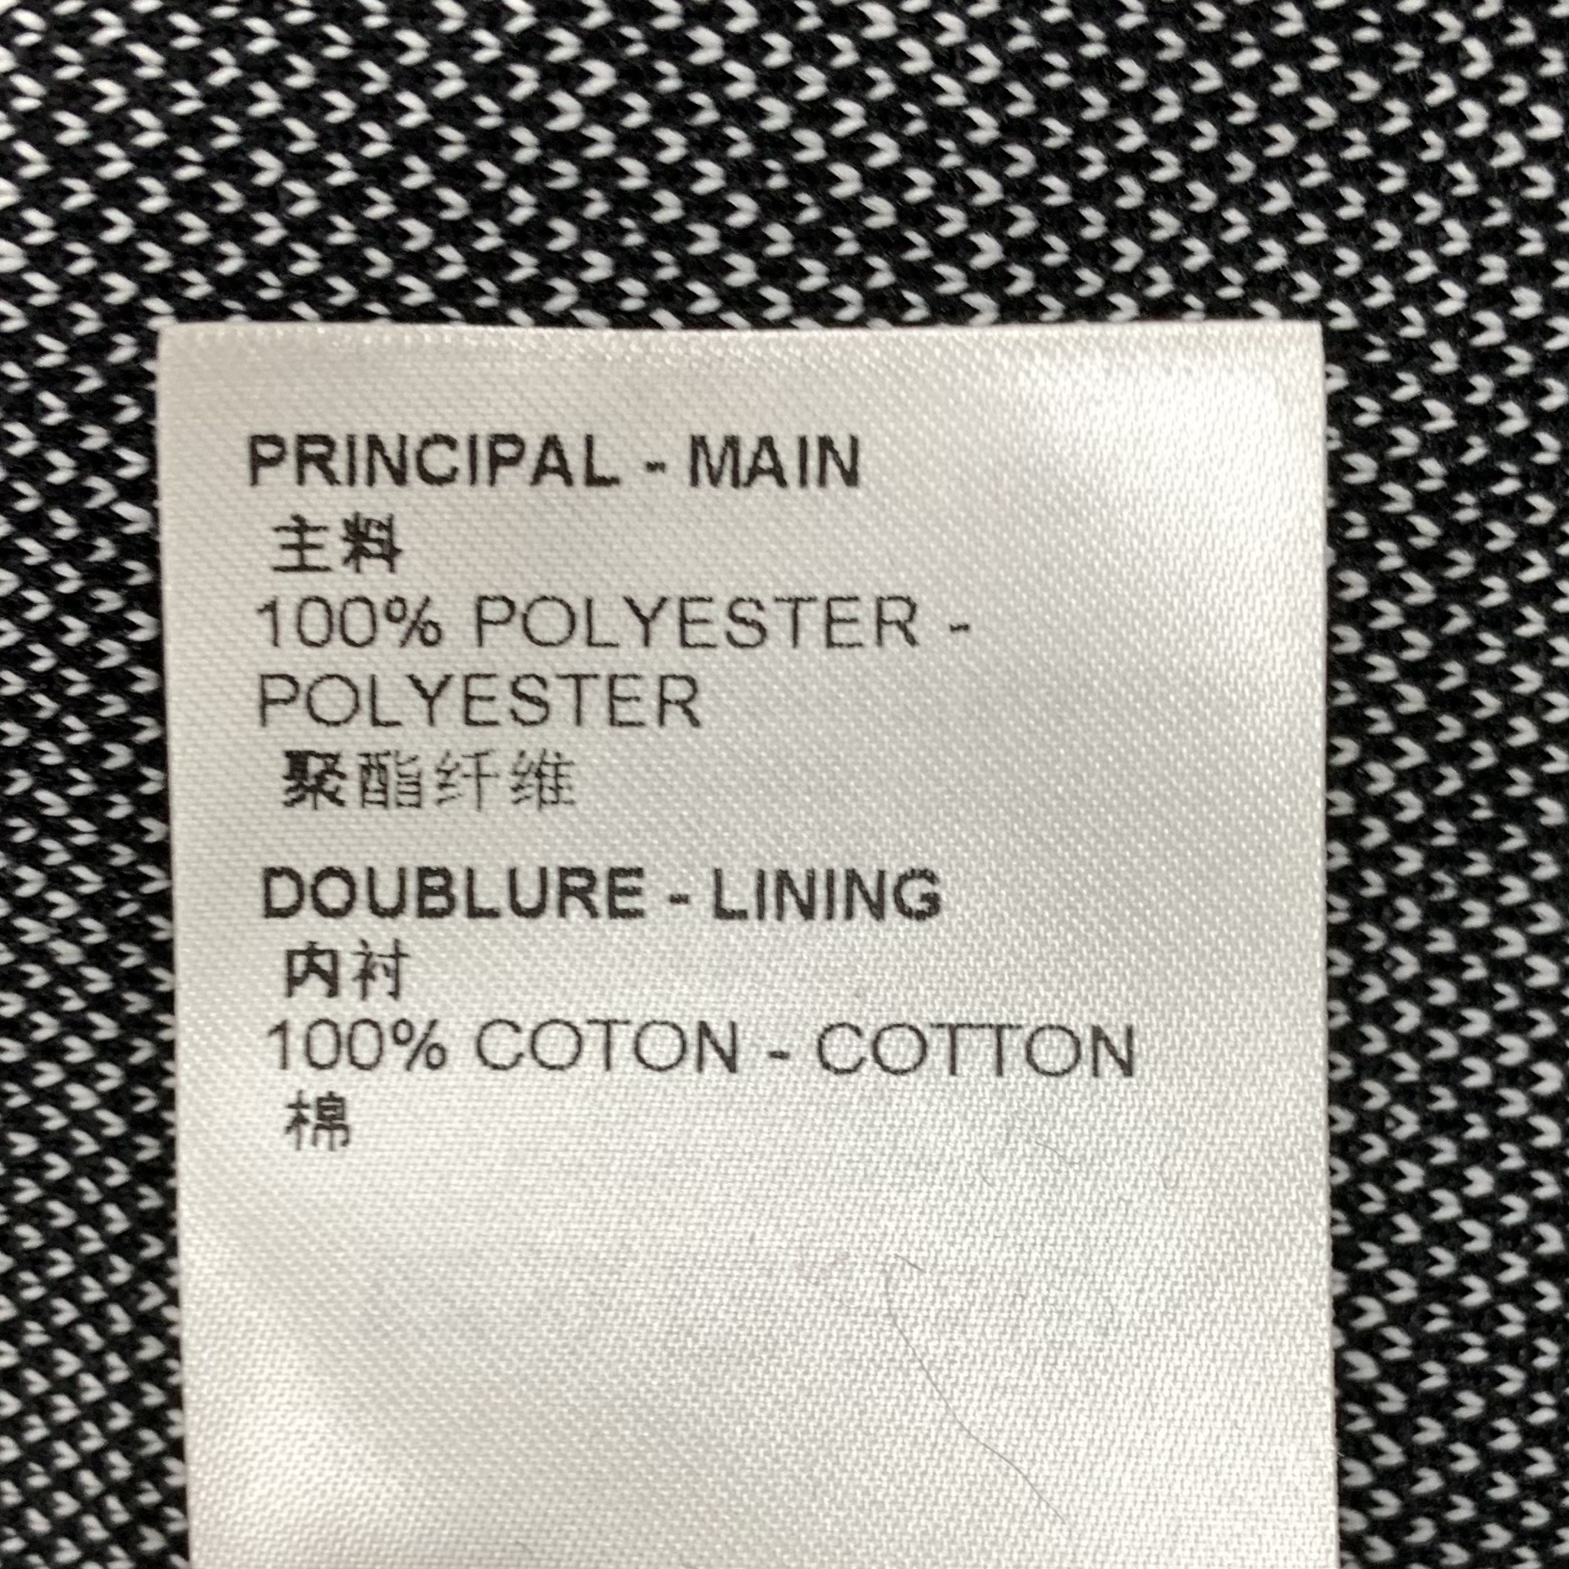 PRINCIPAL - MAIN
主料
100% POLYESTER -
POLYESTER
聚酯纤维
DOUBLURE - LINING
内衬
100% COTON - COTTON
棉